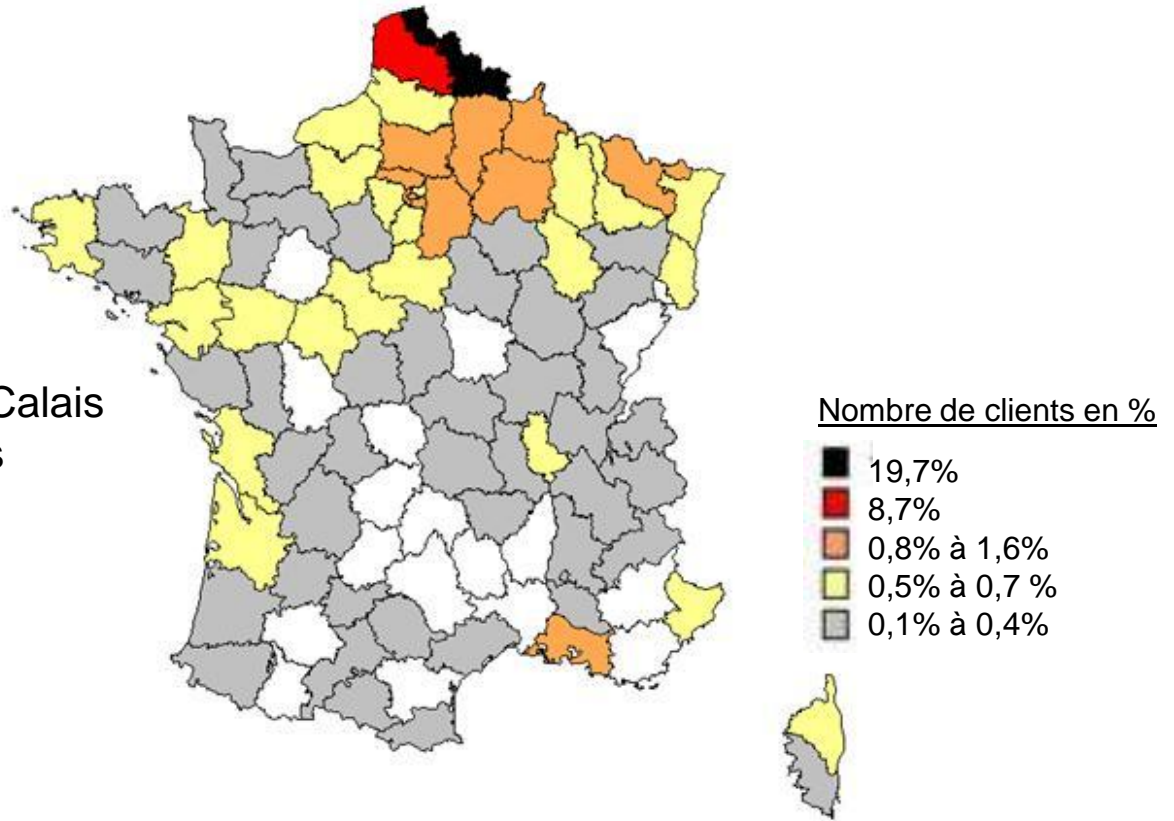 Calais
s
Nombre de clients en %
19,7%
8,7%
0,8% à 1,6%
0,5% à 0,7 %
0,1% à 0,4%